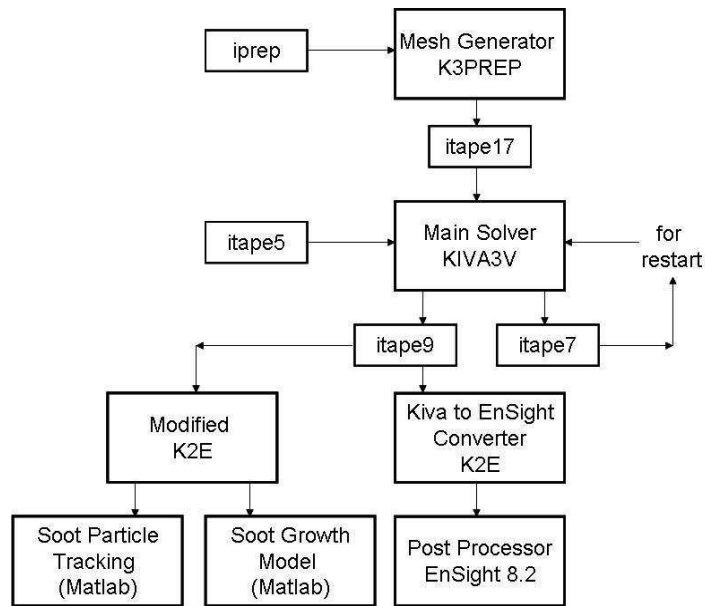 iprep
Mesh Generator
K3PREP
itape17
itape5
Main Solver
KIVA3V
for
restart
itape9
itape7
Modified
K2E
Kiva to EnSight
Converter
K2E
Soot Particle
Tracking
(Matlab)
Soot Growth
Model
(Matlab)
Post Processor
EnSight 8.2